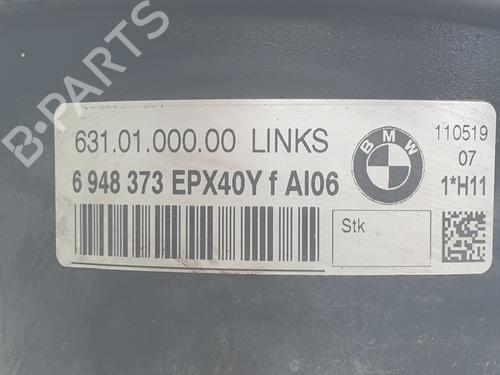 B-PARTS
631.01.000.00 LINKS
6 948 373 EPX40Y f AI06
BMW
110519
07
1*H11
Stk